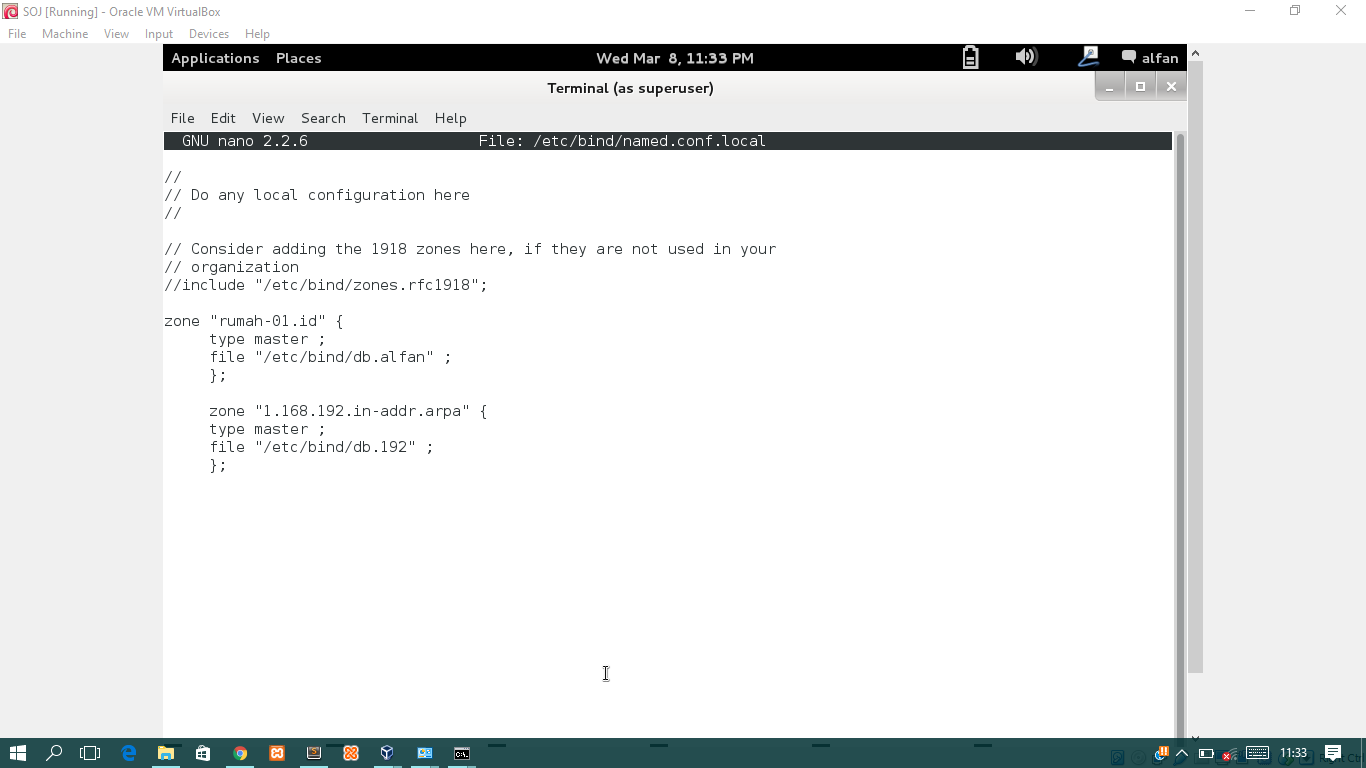 SOJ [Running] - Oracle VM VirtualBox
File Machine View Input Devices Help
Applications Places Wed Mar 8, 11:33 PM alfan
Terminal (as superuser)
File Edit View Search Terminal Help
GNU nano 2.2.6 File: /etc/bind/named.conf.local
//
// Do any local configuration here
//
// Consider adding the 1918 zones here, if they are not used in your
// organization
//include "/etc/bind/zones.rfc1918";
zone "rumah-01.id" {
type master ;
file "/etc/bind/db.alfan" ;
};
zone "1.168.192.in-addr.arpa" {
type master ;
file "/etc/bind/db.192" ;
};
11:33